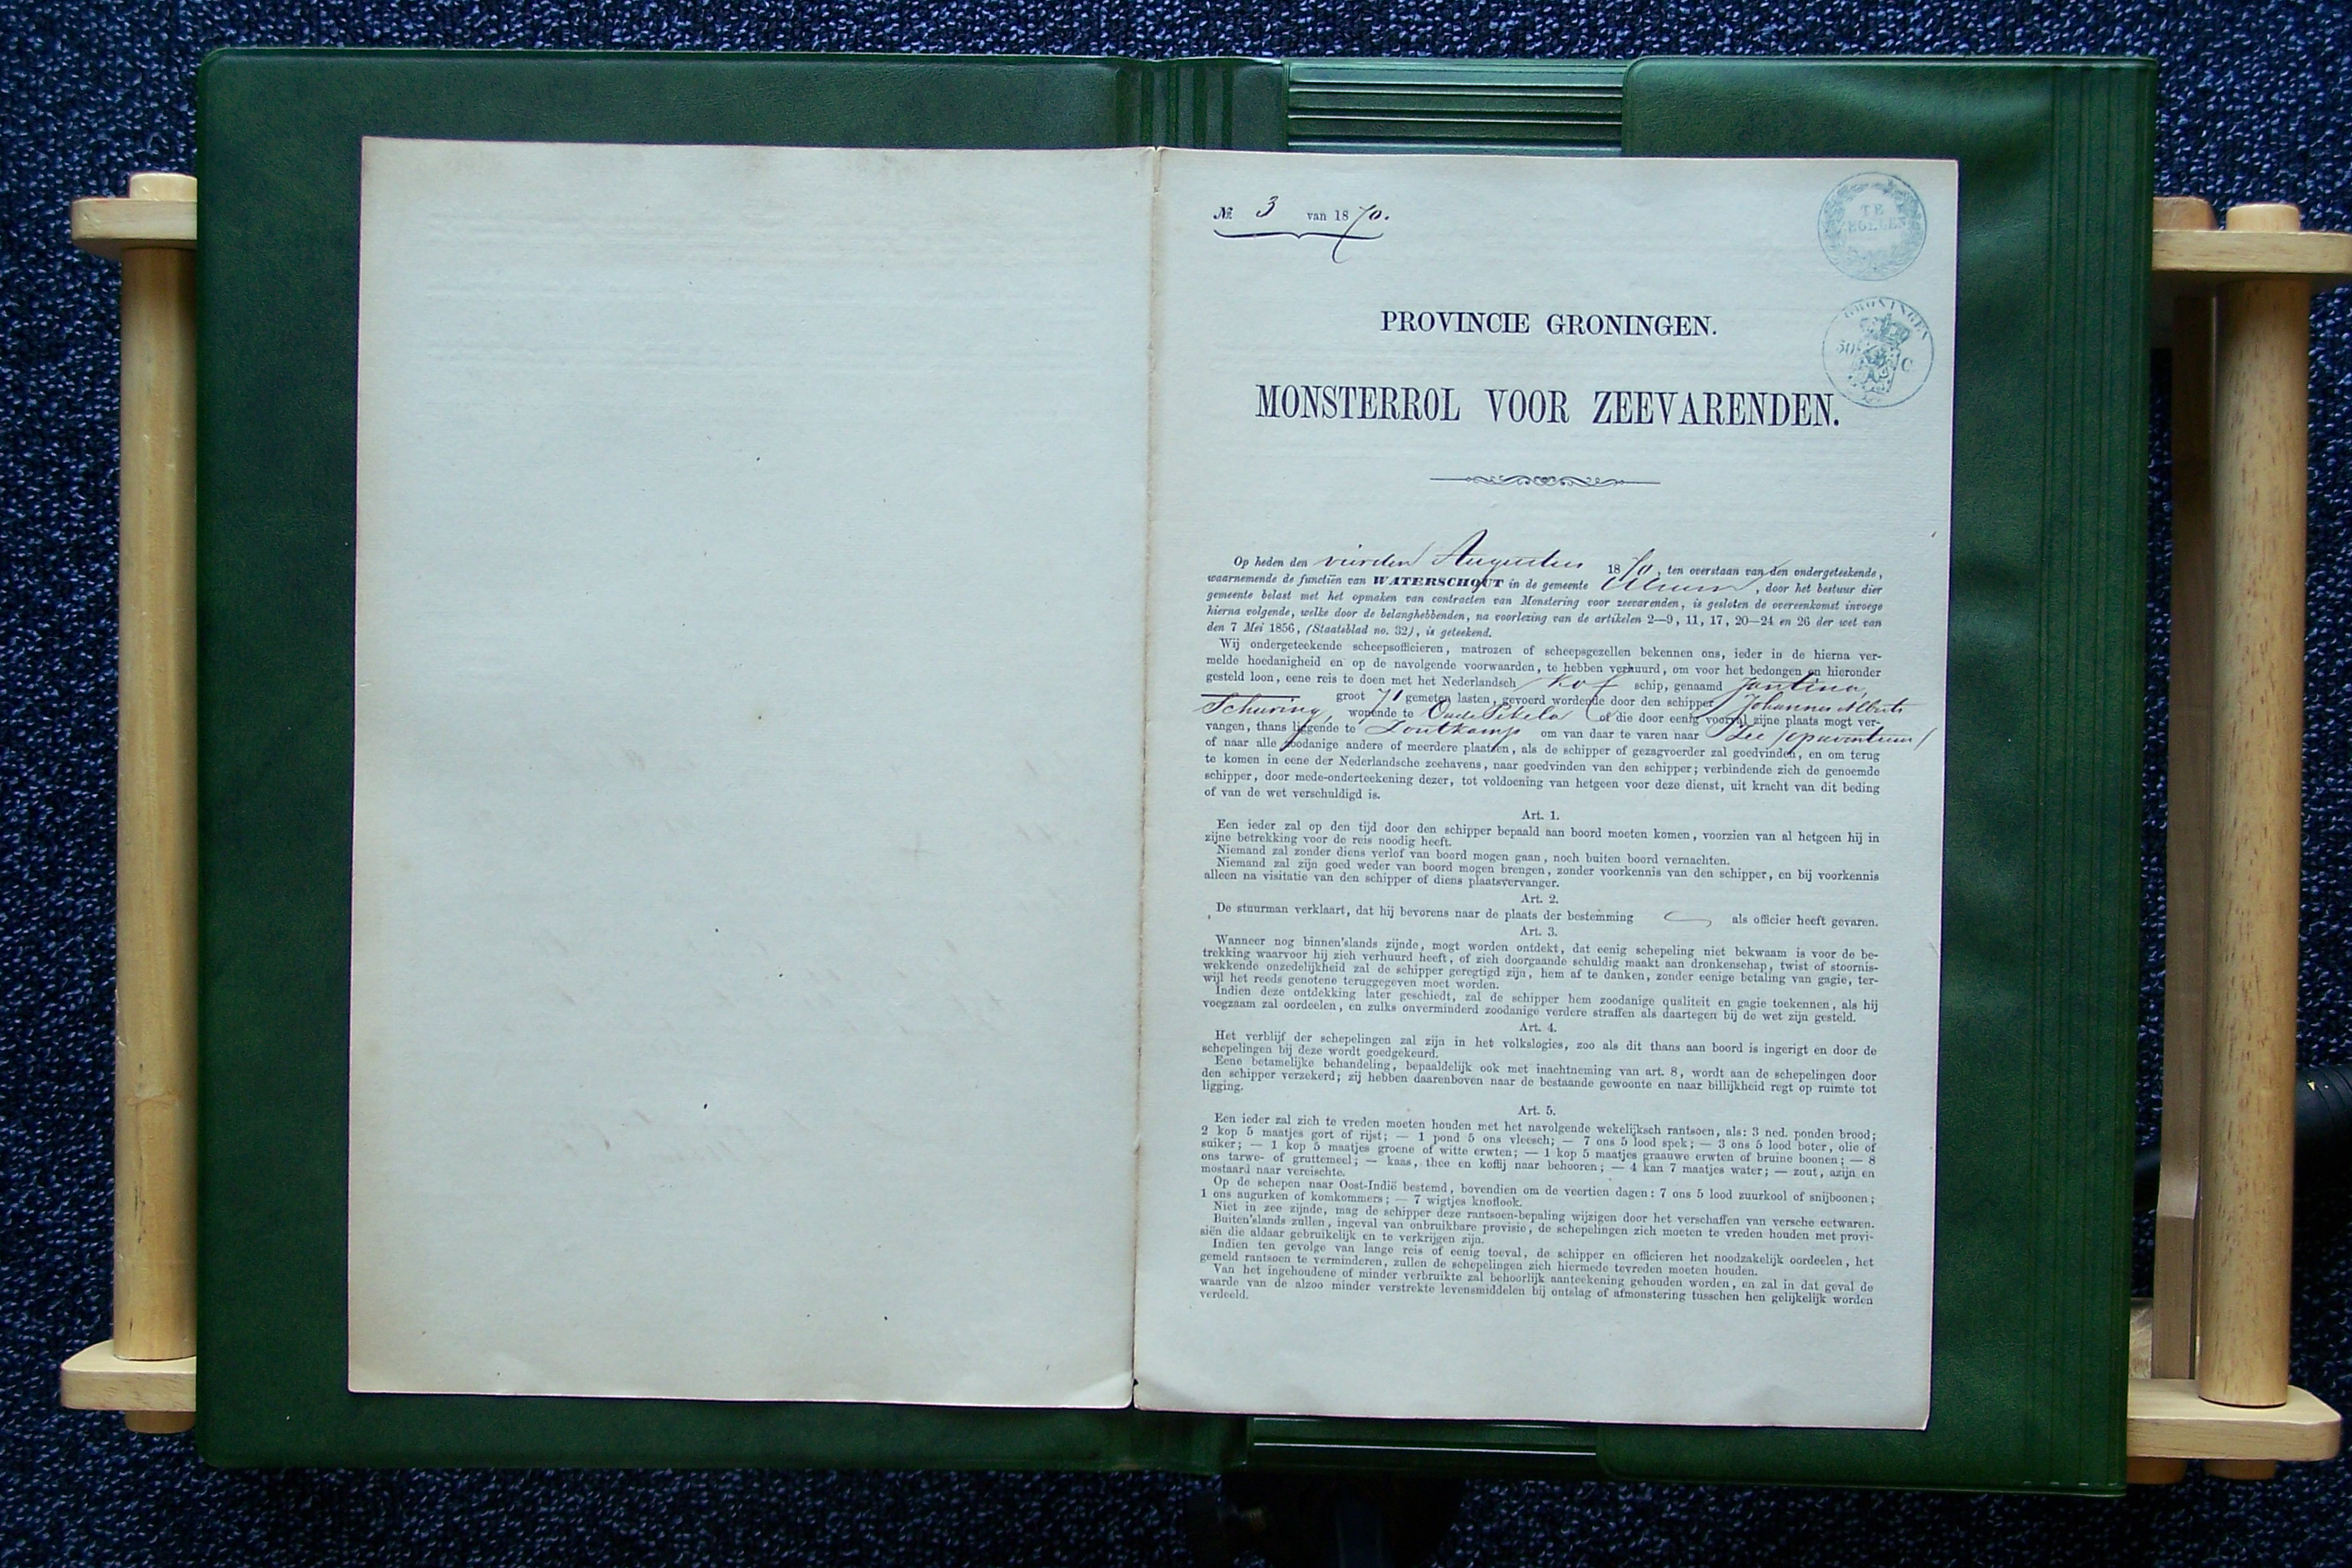 № 3 van 1870.
TE
GRONINGEN
50 C
PROVINCIE GRONINGEN.
MONSTERROL VOOR ZEEVARENDEN.
Op heden den vierden Augustus 1870, ten overstaan van den ondergeteekende,
waarnemende de functiën van WATERSCHOUT in de gemeente Ulrum, door het bestuur dier
gemeente belast met het opmaken van contracten van Monstering voor zeevarenden, is gesloten de overeenkomst invoege
hierna volgende, welke door de belanghebbenden, na voorlezing van de artikelen 2—9, 11, 17, 20—24 en 26 der wet van
den 7 Mei 1856, (Staatsblad no. 32), is geteekend.
Wij ondergeteekende scheepsofficieren, matrozen of scheepsgezellen bekennen ons, ieder in de hierna ver-
melde hoedanigheid en op de navolgende voorwaarden, te hebben verhuurd, om voor het bedongen en hieronder
gesteld loon, eene reis te doen met het Nederlandsch Kof schip, genaamd Jantina,
groot 71 gemeten lasten, gevoerd wordende door den schipper Johannes Alberts
Schuring, wonende te Oude Pekela of die door eenig voorval zijne plaats mogt ver-
vangen, thans liggende te Zoutkamp om van daar te varen naar Zee /opaventuur/
of naar alle zoodanige andere of meerdere plaatsen, als de schipper of gezagvoerder zal goedvinden, en om terug
te komen in eene der Nederlandsche zeehavens, naar goedvinden van den schipper; verbindende zich de genoemde
schipper, door mede-onderteekening dezer, tot voldoening van hetgeen voor deze dienst, uit kracht van dit beding
of van de wet verschuldigd is.
Art. 1.
Een ieder zal op den tijd door den schipper bepaald aan boord moeten komen, voorzien van al hetgeen hij in
zijne betrekking voor de reis noodig heeft.
Niemand zal zonder diens verlof van boord mogen gaan, noch buiten boord vernachten.
Niemand zal zijn goed weder van boord mogen brengen, zonder voorkennis van den schipper, en bij voorkennis
alleen na visitatie van den schipper of diens plaatsvervanger.
Art. 2.
De stuurman verklaart, dat hij bevorens naar de plaats der bestemming als officier heeft gevaren.
Art. 3.
Wanneer nog binnen'slands zijnde, mogt worden ontdekt, dat eenig schepeling niet bekwaam is voor de be-
trekking waarvoor hij zich verhuurd heeft, of zich doorgaande schuldig maakt aan dronkenschap, twist of stoornis-
wekkende onzedelijkheid zal de schipper geregtigd zijn, hem af te danken, zonder eenige betaling van gagie, ter-
wijl het reeds genotene teruggegeven moet worden.
Indien deze ontdekking later geschiedt, zal de schipper hem zoodanige qualiteit en gagie toekennen, als hij
voegzaam zal oordeelen, en zulks onverminderd zoodanige verdere straffen als daartegen bij de wet zijn gesteld.
Art. 4.
Het verblijf der schepelingen zal zijn in het volkslogies, zoo als dit thans aan boord is ingerigt en door de
schepelingen bij deze wordt goedgekeurd.
Eene betamelijke behandeling, bepaaldelijk ook met inachtneming van art. 8, wordt aan de schepelingen door
den schipper verzekerd; zij hebben daarenboven naar de bestaande gewoonte en naar billijkheid regt op ruimte tot
ligging.
Art. 5.
Een ieder zal zich te vreden moeten houden met het navolgende wekelijksch rantsoen, als: 3 ned. ponden brood;
2 kop 5 maatjes gort of rijst; — 1 pond 5 ons vleesch; — 7 ons 5 lood spek; — 3 ons 5 lood boter, olie of
suiker; — 1 kop 5 maatjes groene of witte erwten; — 1 kop 5 maatjes graauwe erwten of bruine boonen; — 8
ons tarwe- of gruttemeel; — kaas, thee en koffij naar behooren; — 4 kan 7 maatjes water; — zout, azijn en
mostaard naar vereischte.
Op de schepen naar Oost-Indië bestemd, bovendien om de veertien dagen: 7 ons 5 lood zuurkool of snijboonen;
1 ons augurken of komkommers; — 7 wigtjes knoflook.
Niet in zee zijnde, mag de schipper deze rantsoen-bepaling wijzigen door het verschaffen van versche eetwaren.
Buiten'slands zullen, ingeval van onbruikbare provisie, de schepelingen zich moeten te vreden houden met provi-
siën die aldaar gebruikelijk en te verkrijgen zijn.
Indien ten gevolge van lange reis of eenig toeval, de schipper en officieren het noodzakelijk oordeelen, het
gemeld rantsoen te verminderen, zullen de schepelingen zich hiermede tevreden moeten houden.
Van het ingehoudene of minder verbruikte zal behoorlijk aanteekening gehouden worden, en zal in dat geval de
waarde van de alzoo minder verstrekte levensmiddelen bij ontslag of afmonstering tusschen hen gelijkelijk worden
verdeeld.